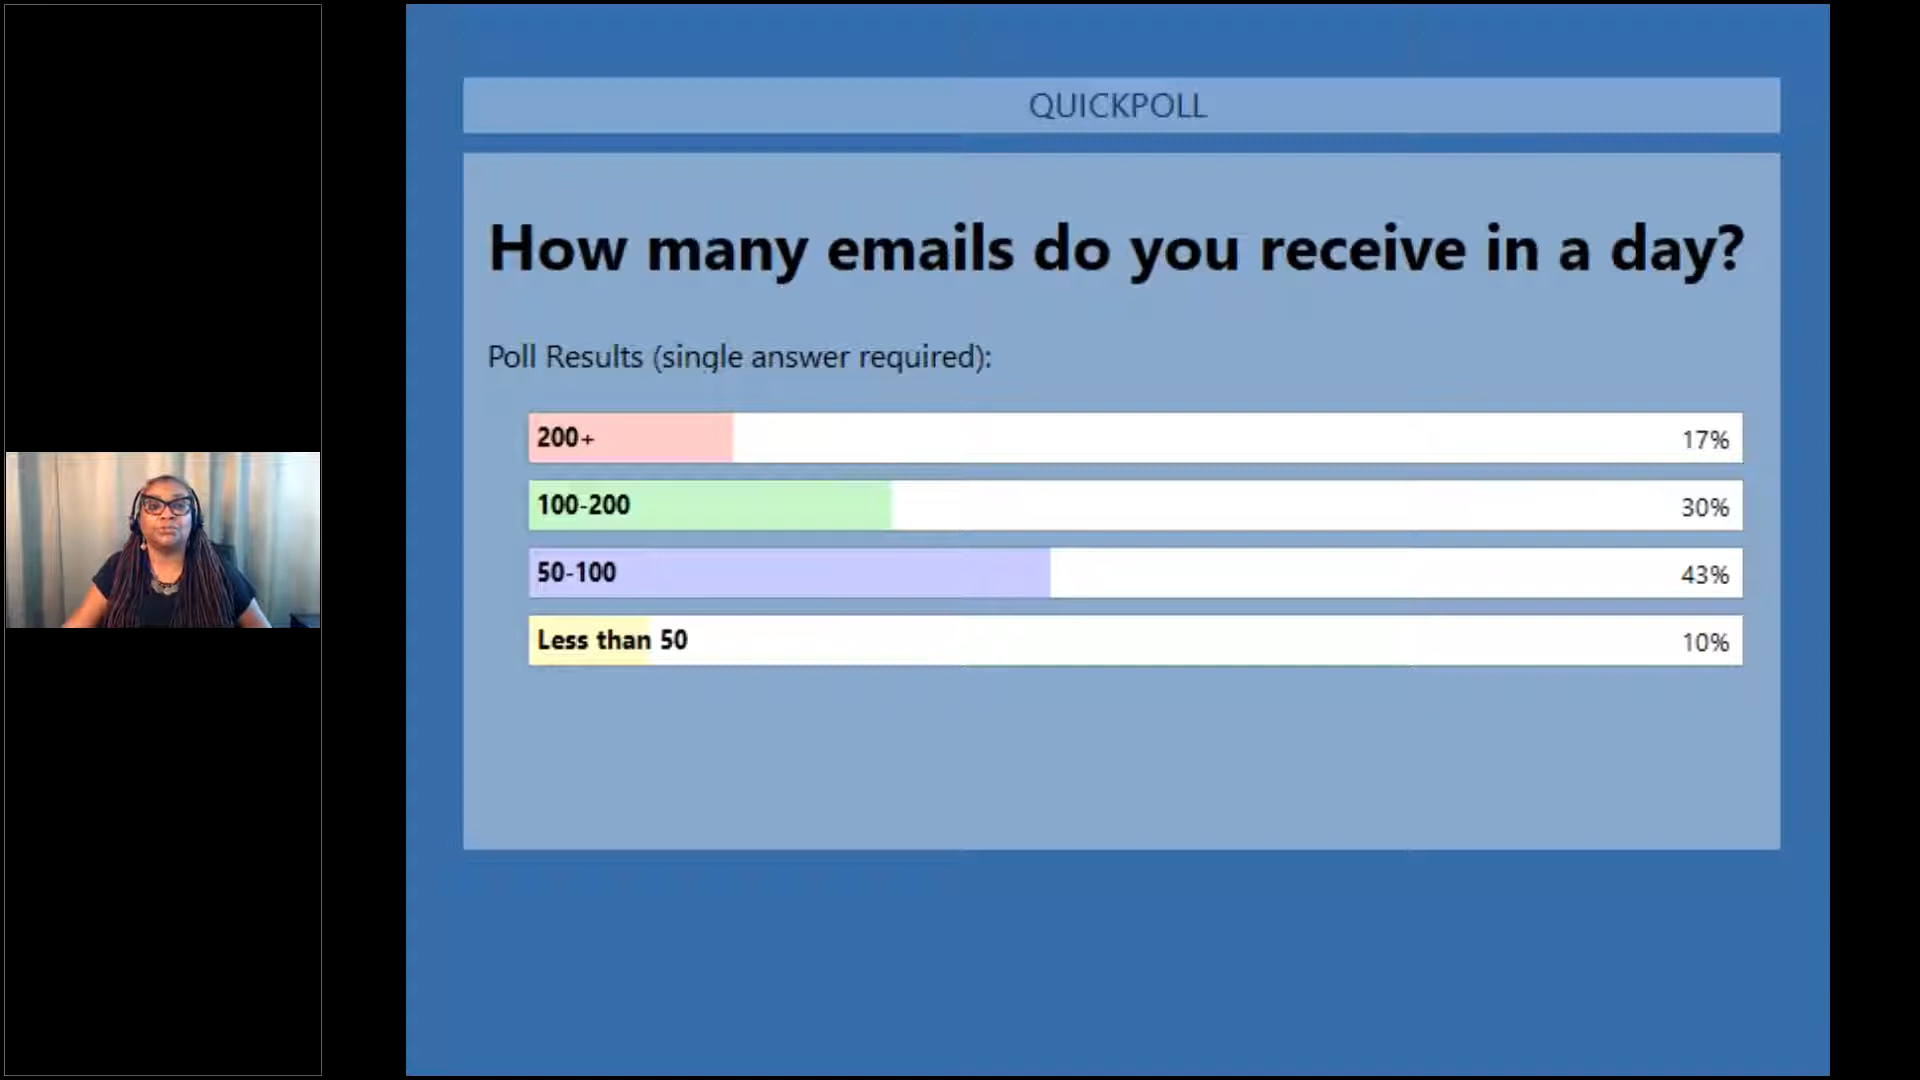 QUICKPOLL
How many emails do you receive in a day?
Poll Results (single answer required):
200+ 17%
100-200 30%
50-100 43%
Less than 50 10%